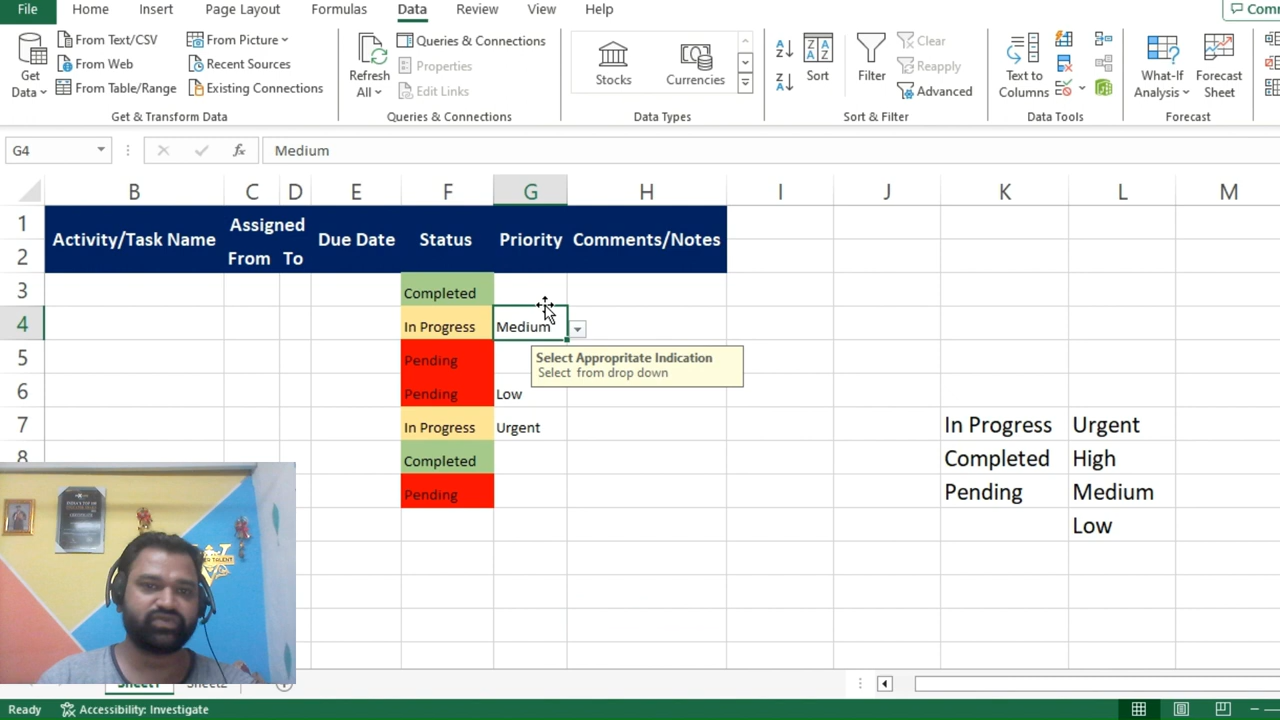 File Home Insert Page Layout Formulas Data Review View Help
From Text/CSV From Picture
From Web Recent Sources
From Table/Range Existing Connections
Get Data
Get & Transform Data
Refresh All
Queries & Connections
Properties
Edit Links
Queries & Connections
Stocks Currencies
Data Types
Sort
Filter
Clear
Reapply
Advanced
Sort & Filter
Text to Columns
Data Tools
What-If Analysis
Forecast Sheet
Forecast
G4 fx Medium
B C D E F G H I J K L M
1 Assigned
Activity/Task Name Due Date Status Priority Comments/Notes
2 From To
3 Completed
4 In Progress Medium
5 Pending
Select Appropritate Indication
Select from drop down
6 Pending Low
7 In Progress Urgent In Progress Urgent
8 Completed Completed High
Pending Pending Medium
Low
Sheet1 Sheet2
Ready Accessibility: Investigate